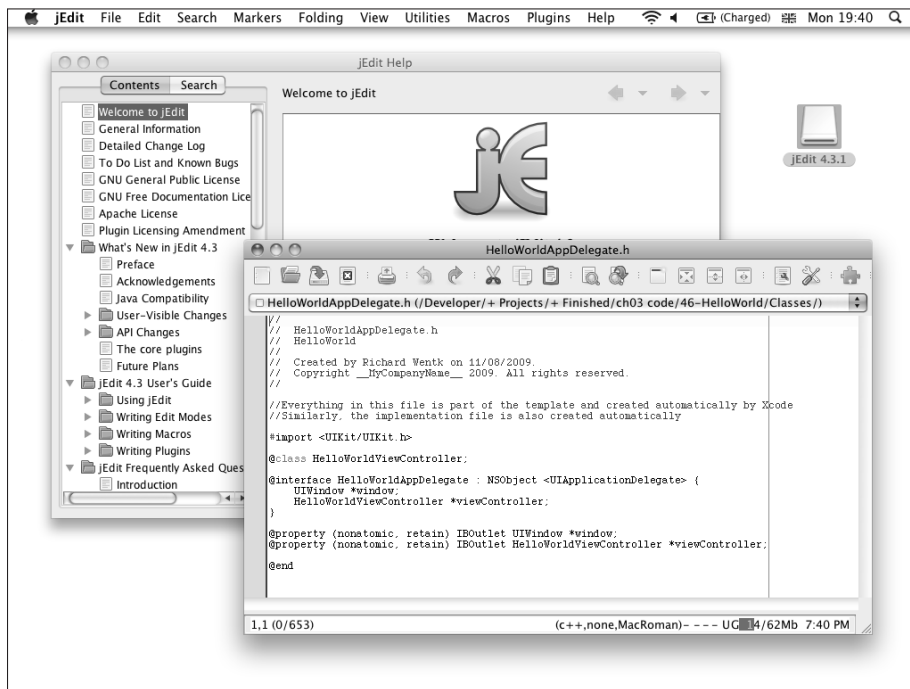 jEdit File Edit Search Markers Folding View Utilities Macros Plugins Help (Charged) Mon 19:40
jEdit Help
Contents Search
Welcome to jEdit
jE
jEdit 4.3.1
Welcome to jEdit
General Information
Detailed Change Log
To Do List and Known Bugs
GNU General Public License
GNU Free Documentation Lice
Apache License
Plugin Licensing Amendment
What's New in jEdit 4.3
Preface
Acknowledgements
Java Compatibility
User-Visible Changes
API Changes
The core plugins
Future Plans
jEdit 4.3 User's Guide
Using jEdit
Writing Edit Modes
Writing Macros
Writing Plugins
jEdit Frequently Asked Ques
Introduction
HelloWorldAppDelegate.h
HelloWorldAppDelegate.h (/Developer/+ Projects/+ Finished/ch03 code/46-HelloWorld/Classes/)
//
// HelloWorldAppDelegate.h
// HelloWorld
//
// Created by Richard Wentk on 11/08/2009.
// Copyright __MyCompanyName__ 2009. All rights reserved.
//
//Everything in this file is part of the template and created automatically by Xcode
//Similarly, the implementation file is also created automatically
#import <UIKit/UIKit.h>
@class HelloWorldViewController;
@interface HelloWorldAppDelegate : NSObject <UIApplicationDelegate> {
UIWindow *window;
HelloWorldViewController *viewController;
}
@property (nonatomic, retain) IBOutlet UIWindow *window;
@property (nonatomic, retain) IBOutlet HelloWorldViewController *viewController;
@end
1,1 (0/653) (c++,none,MacRoman)- - - - UG 14/62Mb 7:40 PM